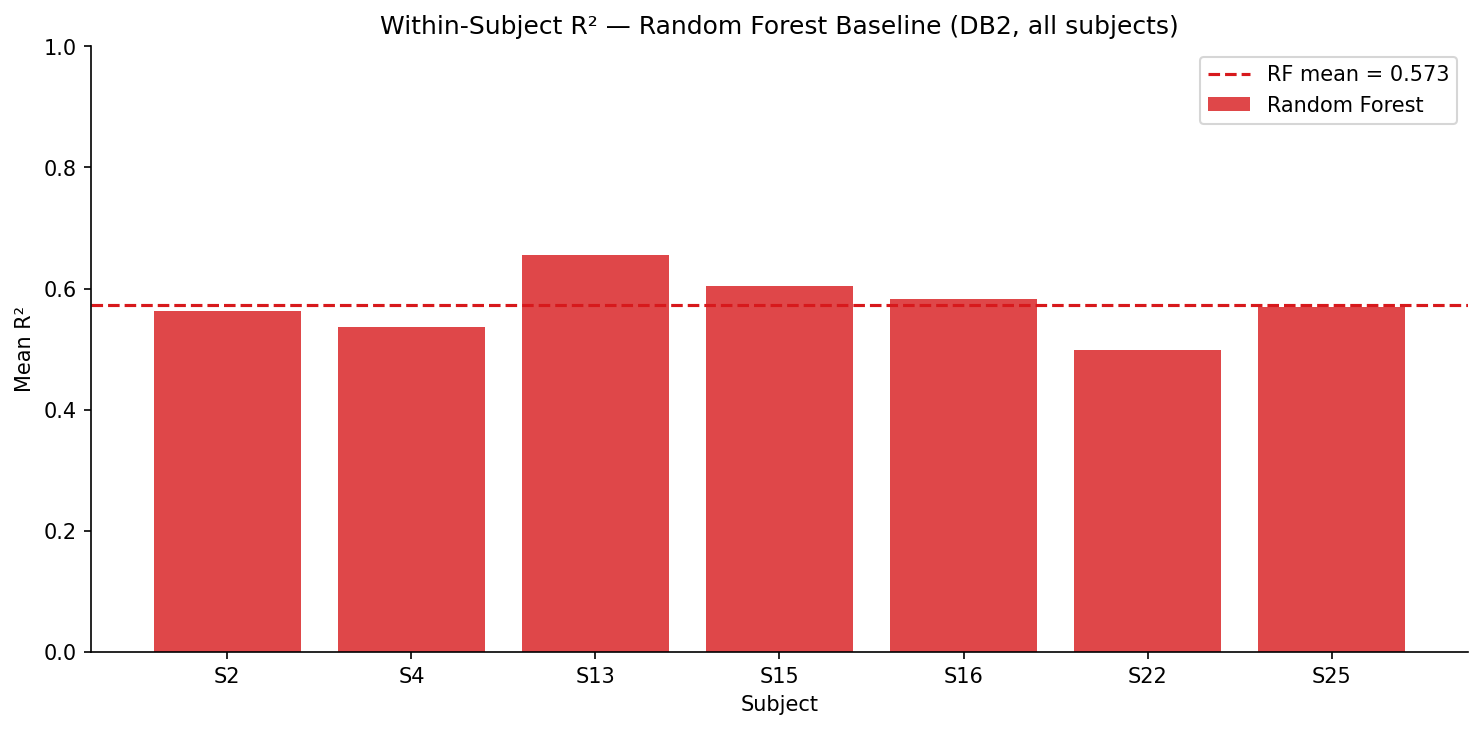 Within-Subject R² — Random Forest Baseline (DB2, all subjects)
RF mean = 0.573
Random Forest
Mean R²
1.0
0.8
0.6
0.4
0.2
0.0
S2 S4 S13 S15 S16 S22 S25
Subject